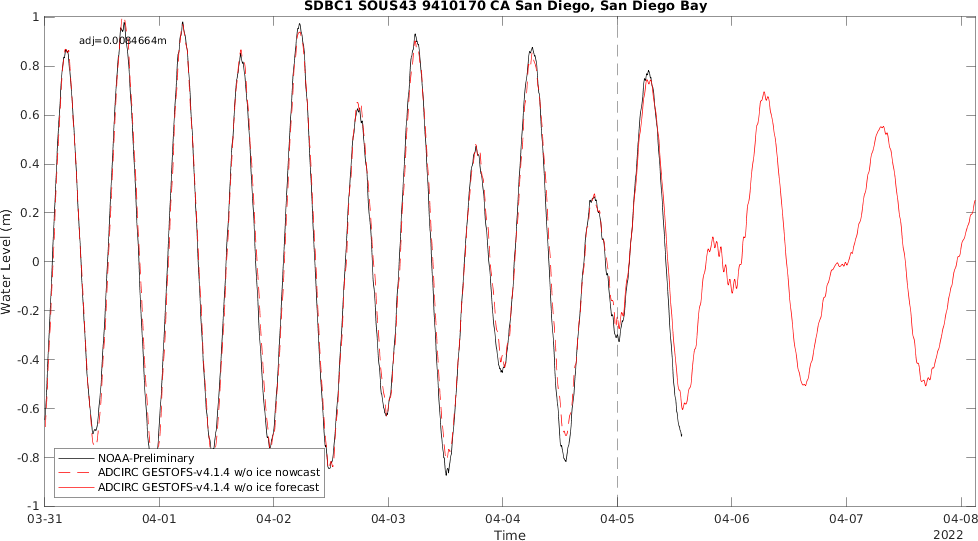 SDBC1 SOUS43 9410170 CA San Diego, San Diego Bay
adj=0.0084664m
1
0.8
0.6
0.4
0.2
0
-0.2
-0.4
-0.6
-0.8
-1
Water Level (m)
NOAA-Preliminary
ADCIRC GESTOFS-v4.1.4 w/o ice nowcast
ADCIRC GESTOFS-v4.1.4 w/o ice forecast
03-31 04-01 04-02 04-03 04-04 04-05 04-06 04-07 04-08
Time 2022